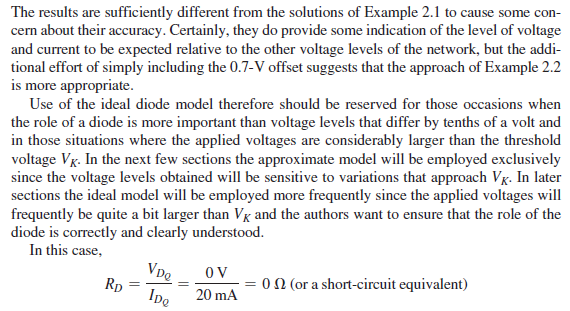 The results are sufficiently different from the solutions of Example 2.1 to cause some con-
cern about their accuracy. Certainly, they do provide some indication of the level of voltage
and current to be expected relative to the other voltage levels of the network, but the addi-
tional effort of simply including the 0.7-V offset suggests that the approach of Example 2.2
is more appropriate.
Use of the ideal diode model therefore should be reserved for those occasions when
the role of a diode is more important than voltage levels that differ by tenths of a volt and
in those situations where the applied voltages are considerably larger than the threshold
voltage V_K. In the next few sections the approximate model will be employed exclusively
since the voltage levels obtained will be sensitive to variations that approach V_K. In later
sections the ideal model will be employed more frequently since the applied voltages will
frequently be quite a bit larger than V_K and the authors want to ensure that the role of the
diode is correctly and clearly understood.
In this case,
R_D = V_{D_Q} / I_{D_Q} = 0 V / 20 mA = 0 Ω (or a short-circuit equivalent)